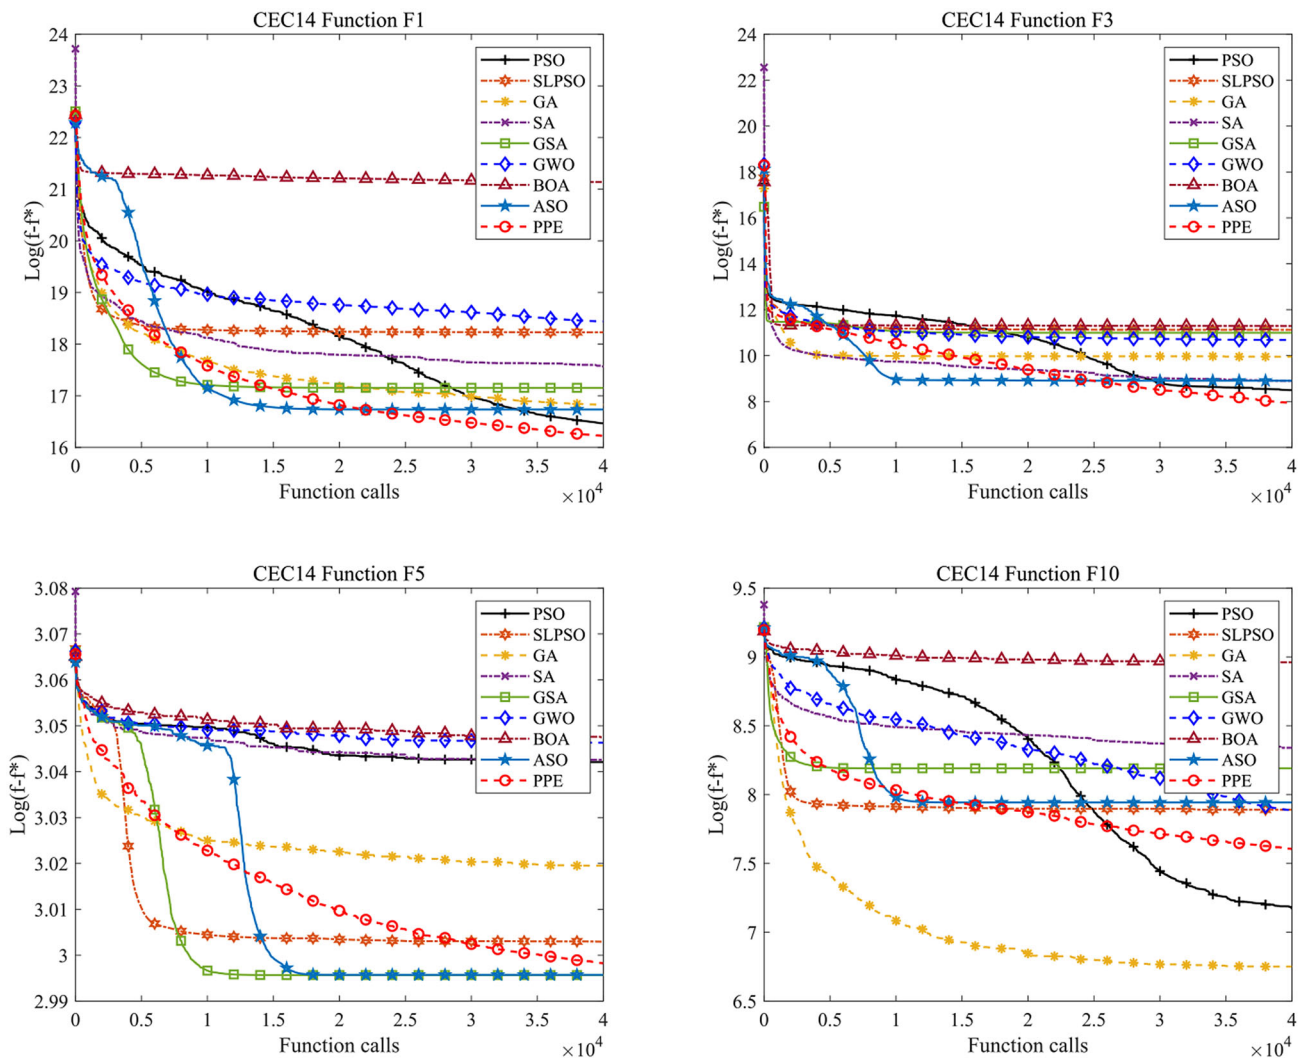 CEC14 Function F1
Log(f-f*)
24
23
22
21
20
19
18
17
16
PSO
SLPSO
GA
SA
GSA
GWO
BOA
ASO
PPE
0 0.5 1 1.5 2 2.5 3 3.5 4
Function calls
×10⁴
CEC14 Function F3
Log(f-f*)
24
22
20
18
16
14
12
10
8
6
PSO
SLPSO
GA
SA
GSA
GWO
BOA
ASO
PPE
0 0.5 1 1.5 2 2.5 3 3.5 4
Function calls
×10⁴
CEC14 Function F5
Log(f-f*)
3.08
3.07
3.06
3.05
3.04
3.03
3.02
3.01
3
2.99
PSO
SLPSO
GA
SA
GSA
GWO
BOA
ASO
PPE
0 0.5 1 1.5 2 2.5 3 3.5 4
Function calls
×10⁴
CEC14 Function F10
Log(f-f*)
9.5
9
8.5
8
7.5
7
6.5
PSO
SLPSO
GA
SA
GSA
GWO
BOA
ASO
PPE
0 0.5 1 1.5 2 2.5 3 3.5 4
Function calls
×10⁴